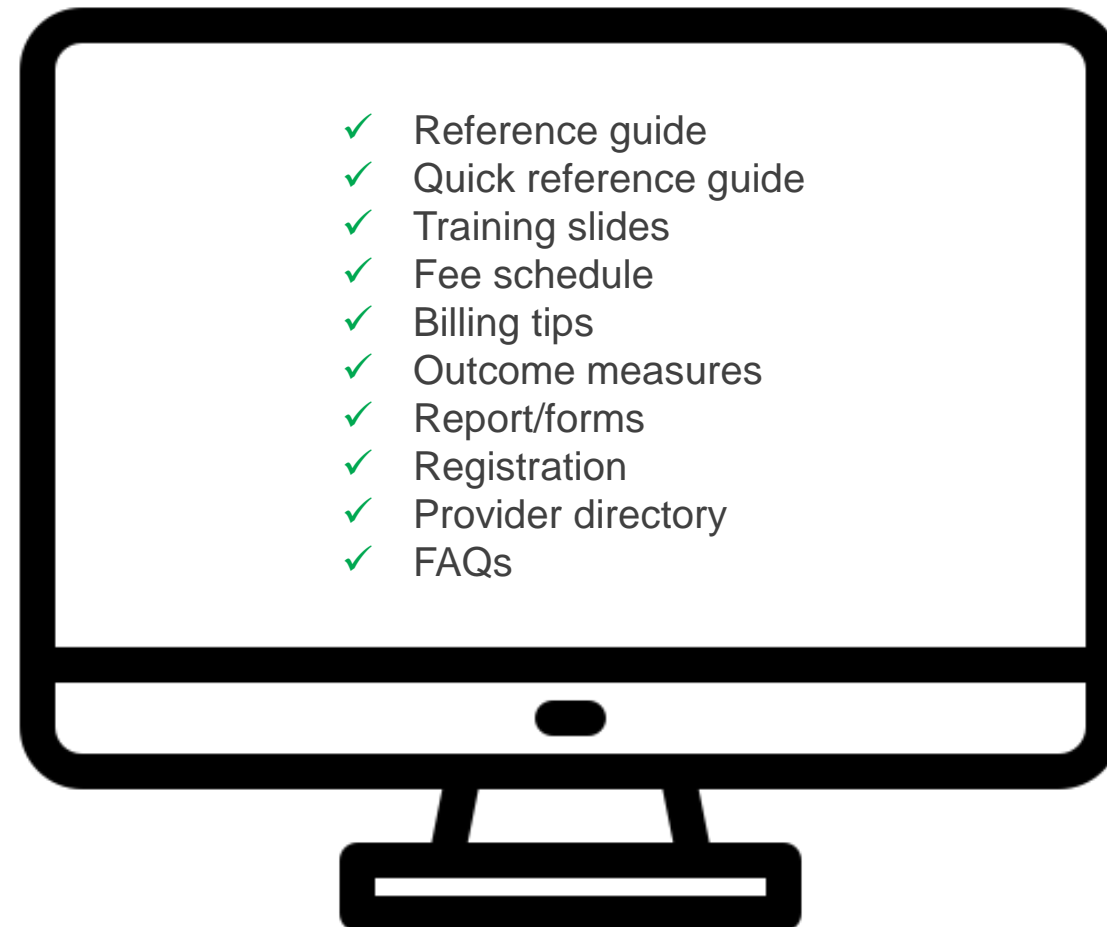 ✓ Reference guide
✓ Quick reference guide
✓ Training slides
✓ Fee schedule
✓ Billing tips
✓ Outcome measures
✓ Report/forms
✓ Registration
✓ Provider directory
✓ FAQs